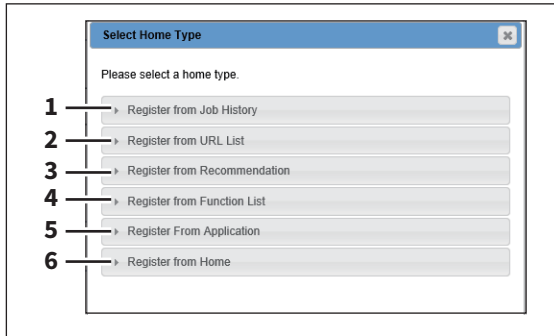 Select Home Type
Please select a home type.
1 Register from Job History
2 Register from URL List
3 Register from Recommendation
4 Register from Function List
5 Register From Application
6 Register from Home